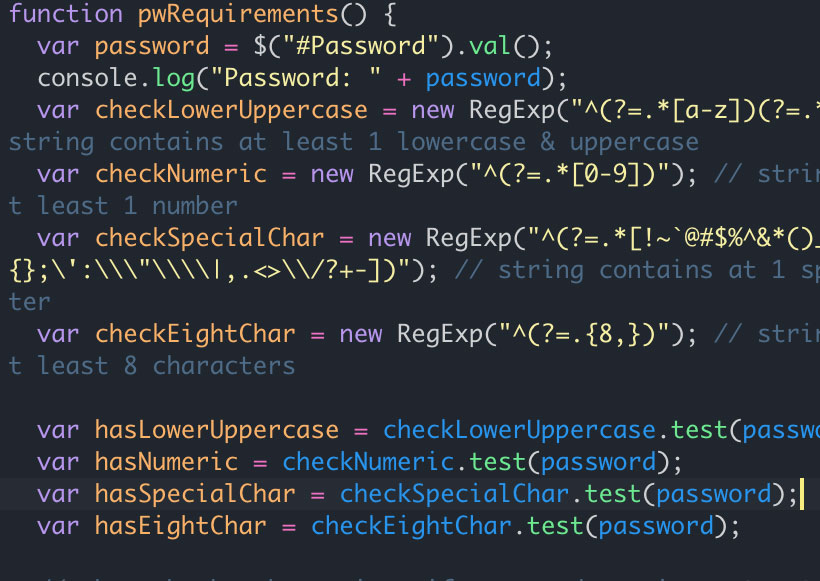 function pwRequirements() {
var password = $("#Password").val();
console.log("Password: " + password);
var checkLowerUppercase = new RegExp("^(?=.*[a-z])(?=.*
string contains at least 1 lowercase & uppercase
var checkNumeric = new RegExp("^(?=.*[0-9])"); // strin
t least 1 number
var checkSpecialChar = new RegExp("^(?=.*[!~`@#$%^&*()_
{};\':\\\"\\\\|,.<>\\/?+-])"); // string contains at 1 sp
ter
var checkEightChar = new RegExp("^(?=.{8,})"); // strin
t least 8 characters
var hasLowerUppercase = checkLowerUppercase.test(passwo
var hasNumeric = checkNumeric.test(password);
var hasSpecialChar = checkSpecialChar.test(password);
var hasEightChar = checkEightChar.test(password);